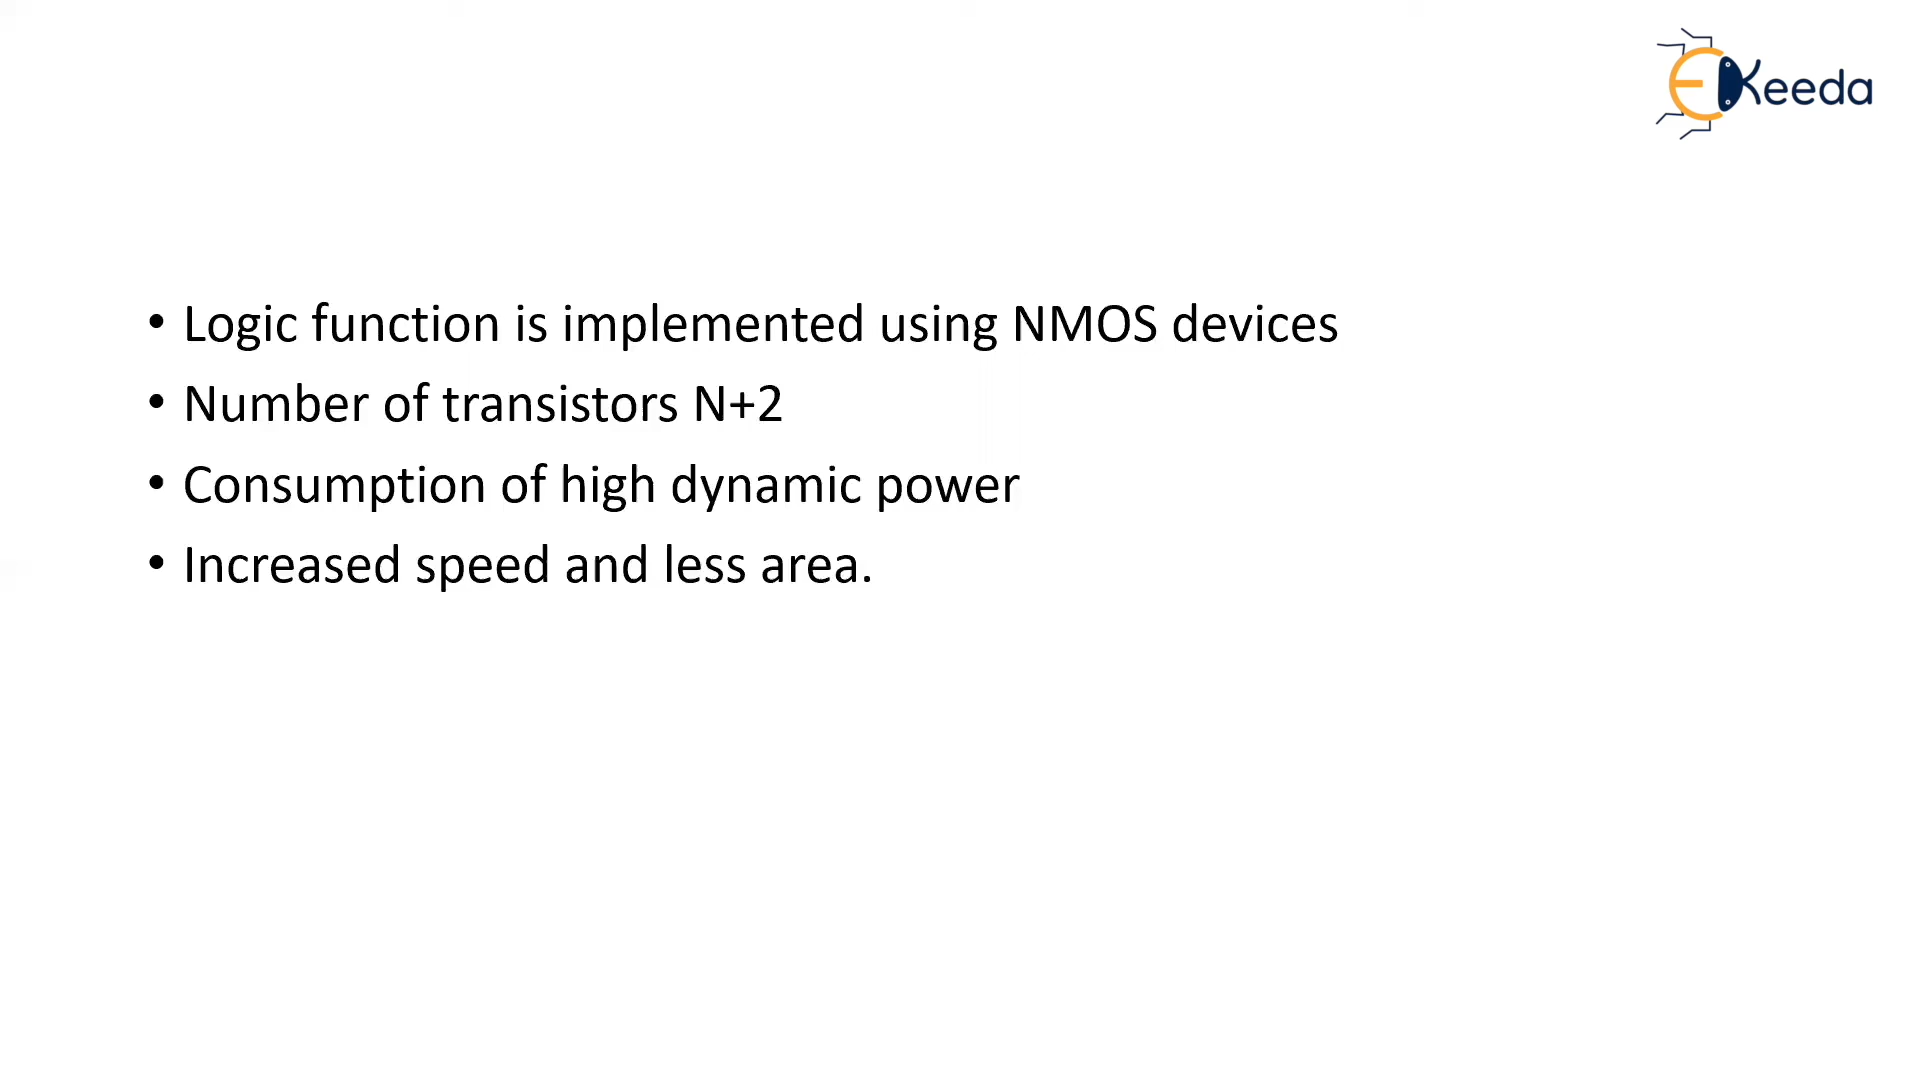 EKeeda
• Logic function is implemented using NMOS devices
• Number of transistors N+2
• Consumption of high dynamic power
• Increased speed and less area.